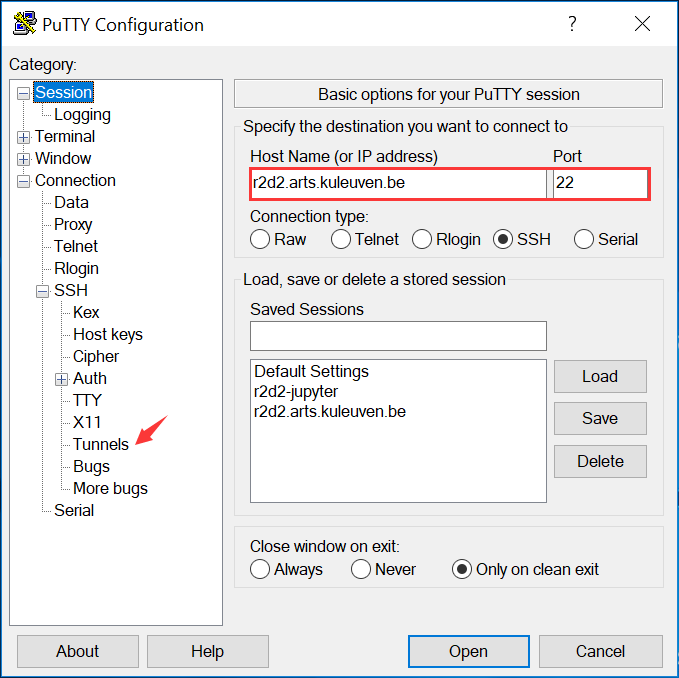 PuTTY Configuration
?
Category:
Session
Logging
Terminal
Window
Connection
Data
Proxy
Telnet
Rlogin
SSH
Kex
Host keys
Cipher
Auth
TTY
X11
Tunnels
Bugs
More bugs
Serial
Basic options for your PuTTY session
Specify the destination you want to connect to
Host Name (or IP address) Port
r2d2.arts.kuleuven.be 22
Connection type:
Raw Telnet Rlogin SSH Serial
Load, save or delete a stored session
Saved Sessions
Default Settings
r2d2-jupyter
r2d2.arts.kuleuven.be
Load
Save
Delete
Close window on exit:
Always Never Only on clean exit
About Help Open Cancel